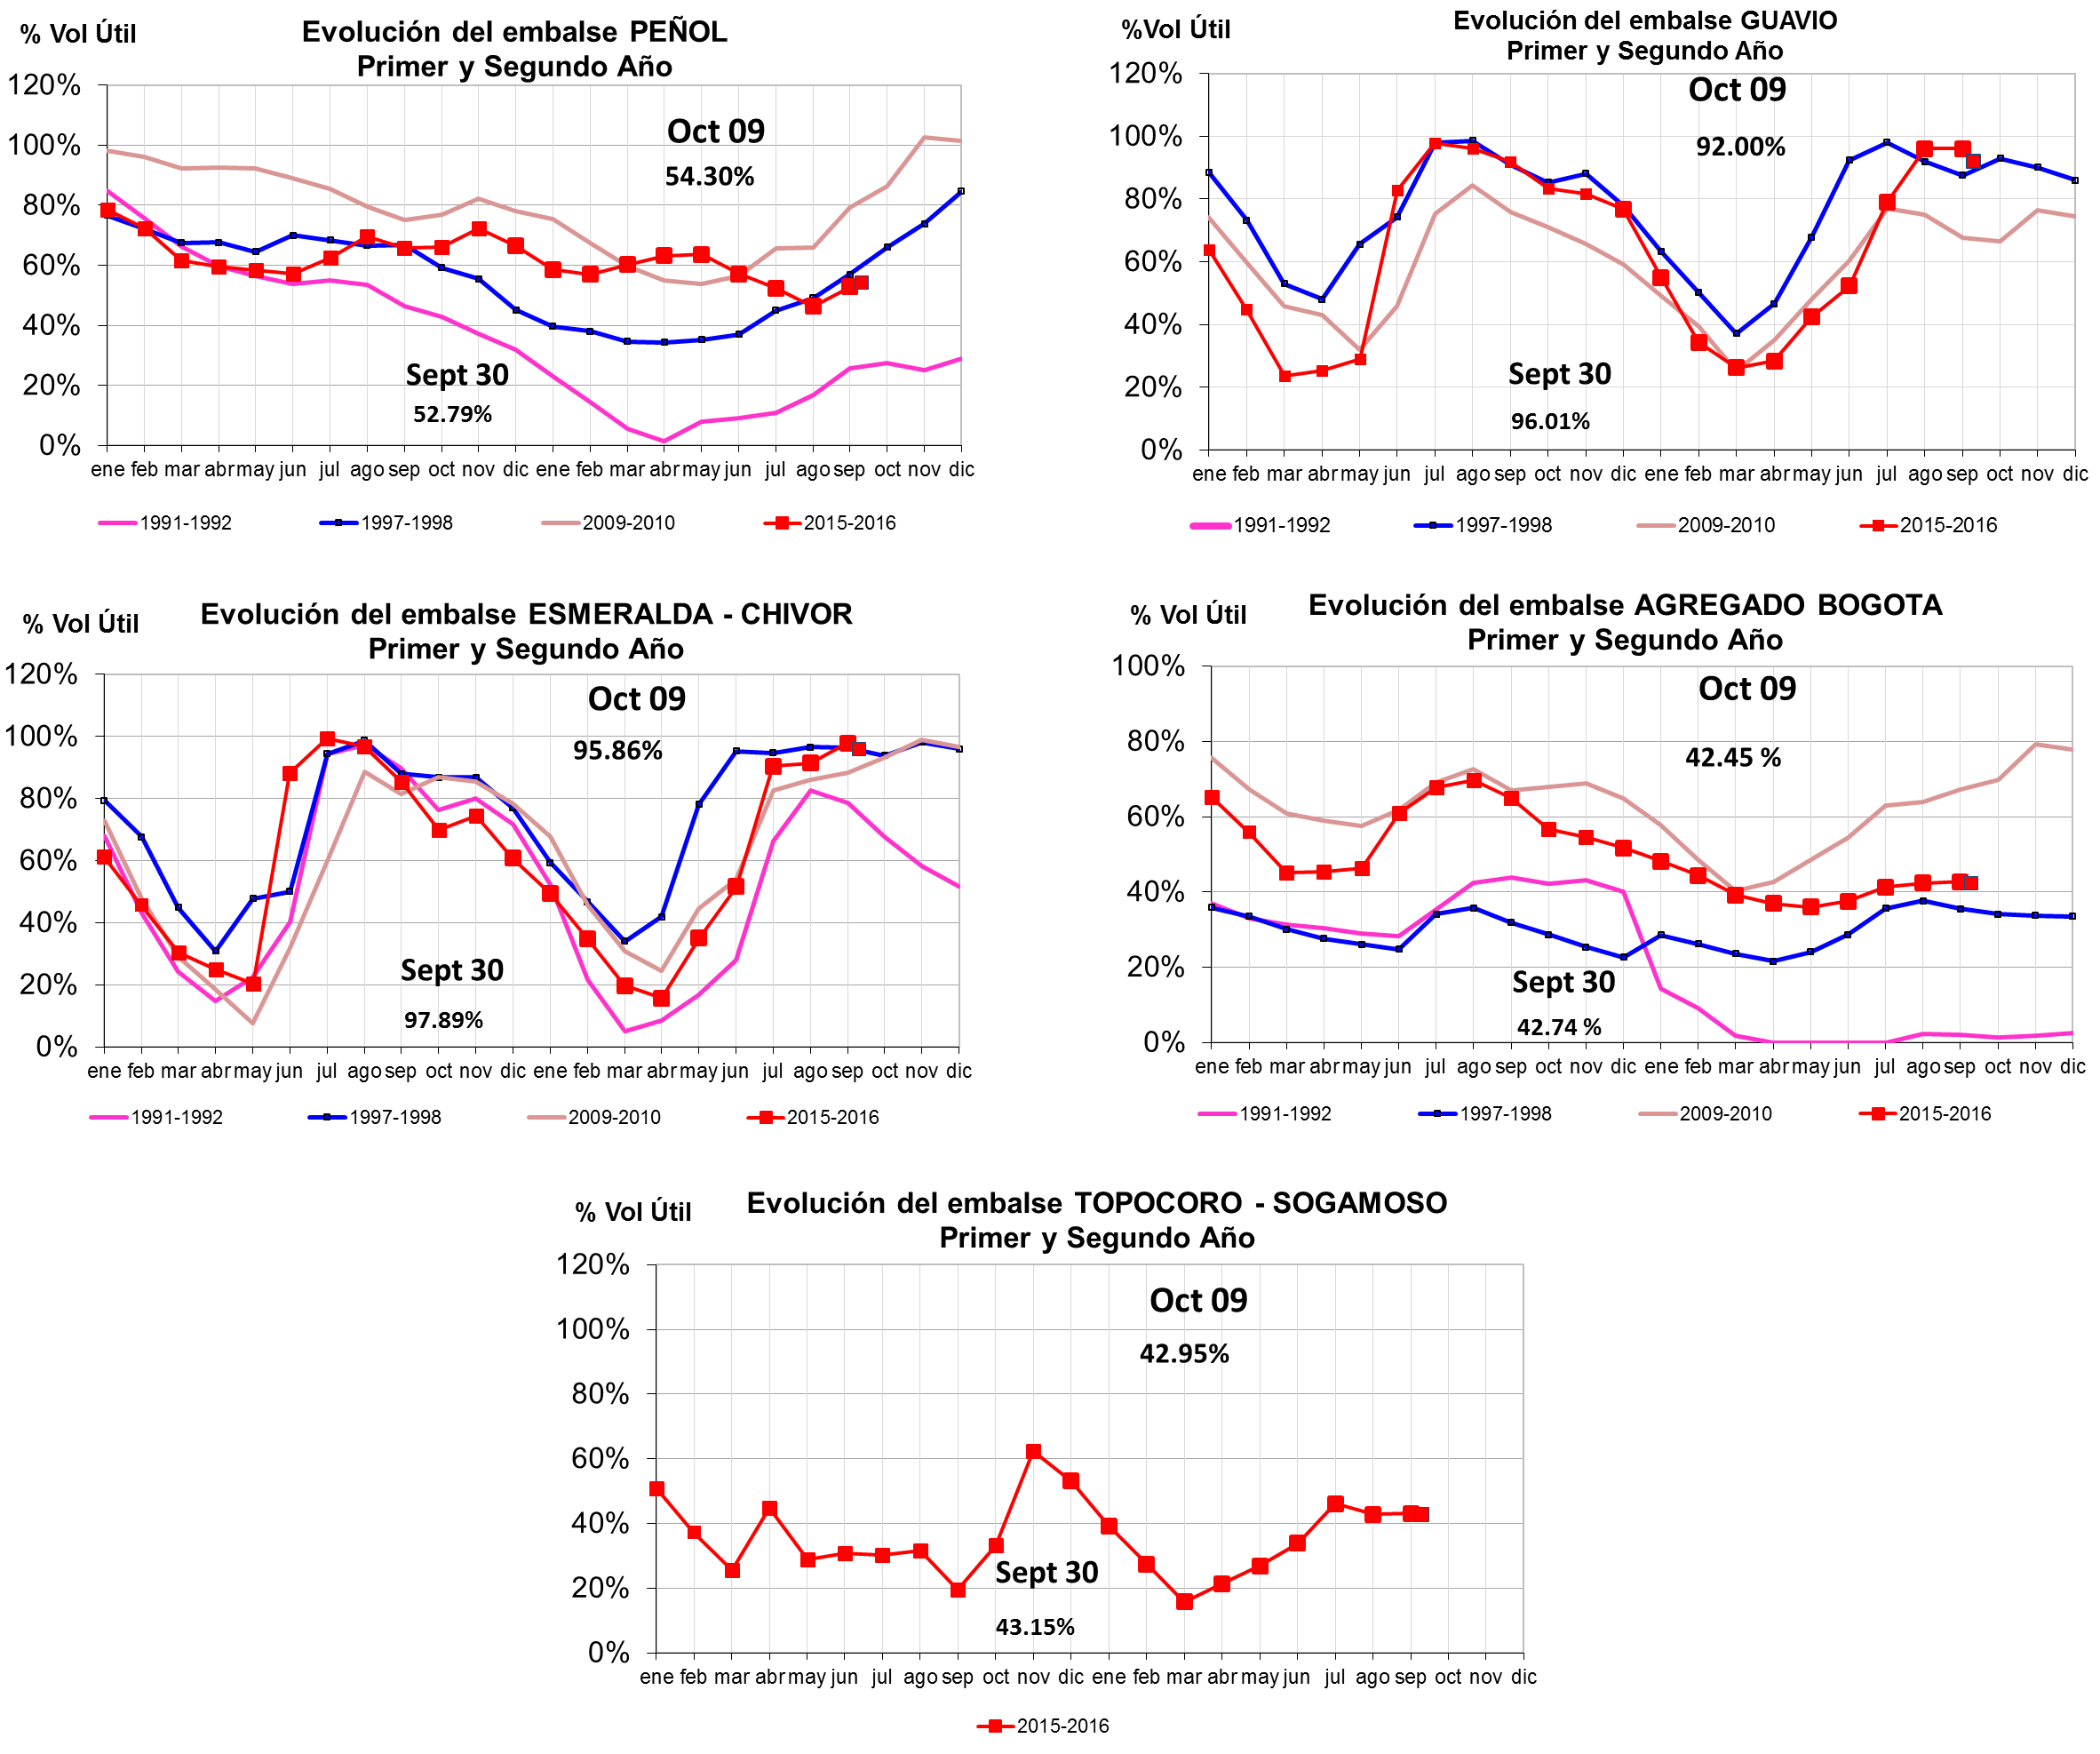 % Vol Útil
Evolución del embalse PEÑOL
Primer y Segundo Año
120%
100%
80%
60%
40%
20%
0%
Oct 09
54.30%
Sept 30
52.79%
ene feb mar abr may jun jul ago sep oct nov dic ene feb mar abr may jun jul ago sep oct nov dic
1991-1992 1997-1998 2009-2010 2015-2016
%Vol Útil
Evolución del embalse GUAVIO
Primer y Segundo Año
120%
100%
80%
60%
40%
20%
0%
Oct 09
92.00%
Sept 30
96.01%
ene feb mar abr may jun jul ago sep oct nov dic ene feb mar abr may jun jul ago sep oct nov dic
1991-1992 1997-1998 2009-2010 2015-2016
% Vol Útil
Evolución del embalse ESMERALDA - CHIVOR
Primer y Segundo Año
120%
100%
80%
60%
40%
20%
0%
Oct 09
95.86%
Sept 30
97.89%
ene feb mar abr may jun jul ago sep oct nov dic ene feb mar abr may jun jul ago sep oct nov dic
1991-1992 1997-1998 2009-2010 2015-2016
% Vol Útil
Evolución del embalse AGREGADO BOGOTA
Primer y Segundo Año
100%
80%
60%
40%
20%
0%
Oct 09
42.45 %
Sept 30
42.74 %
ene feb mar abr may jun jul ago sep oct nov dic ene feb mar abr may jun jul ago sep oct nov dic
1991-1992 1997-1998 2009-2010 2015-2016
% Vol Útil
Evolución del embalse TOPOCORO - SOGAMOSO
Primer y Segundo Año
120%
100%
80%
60%
40%
20%
0%
Oct 09
42.95%
Sept 30
43.15%
ene feb mar abr may jun jul ago sep oct nov dic ene feb mar abr may jun jul ago sep oct nov dic
2015-2016